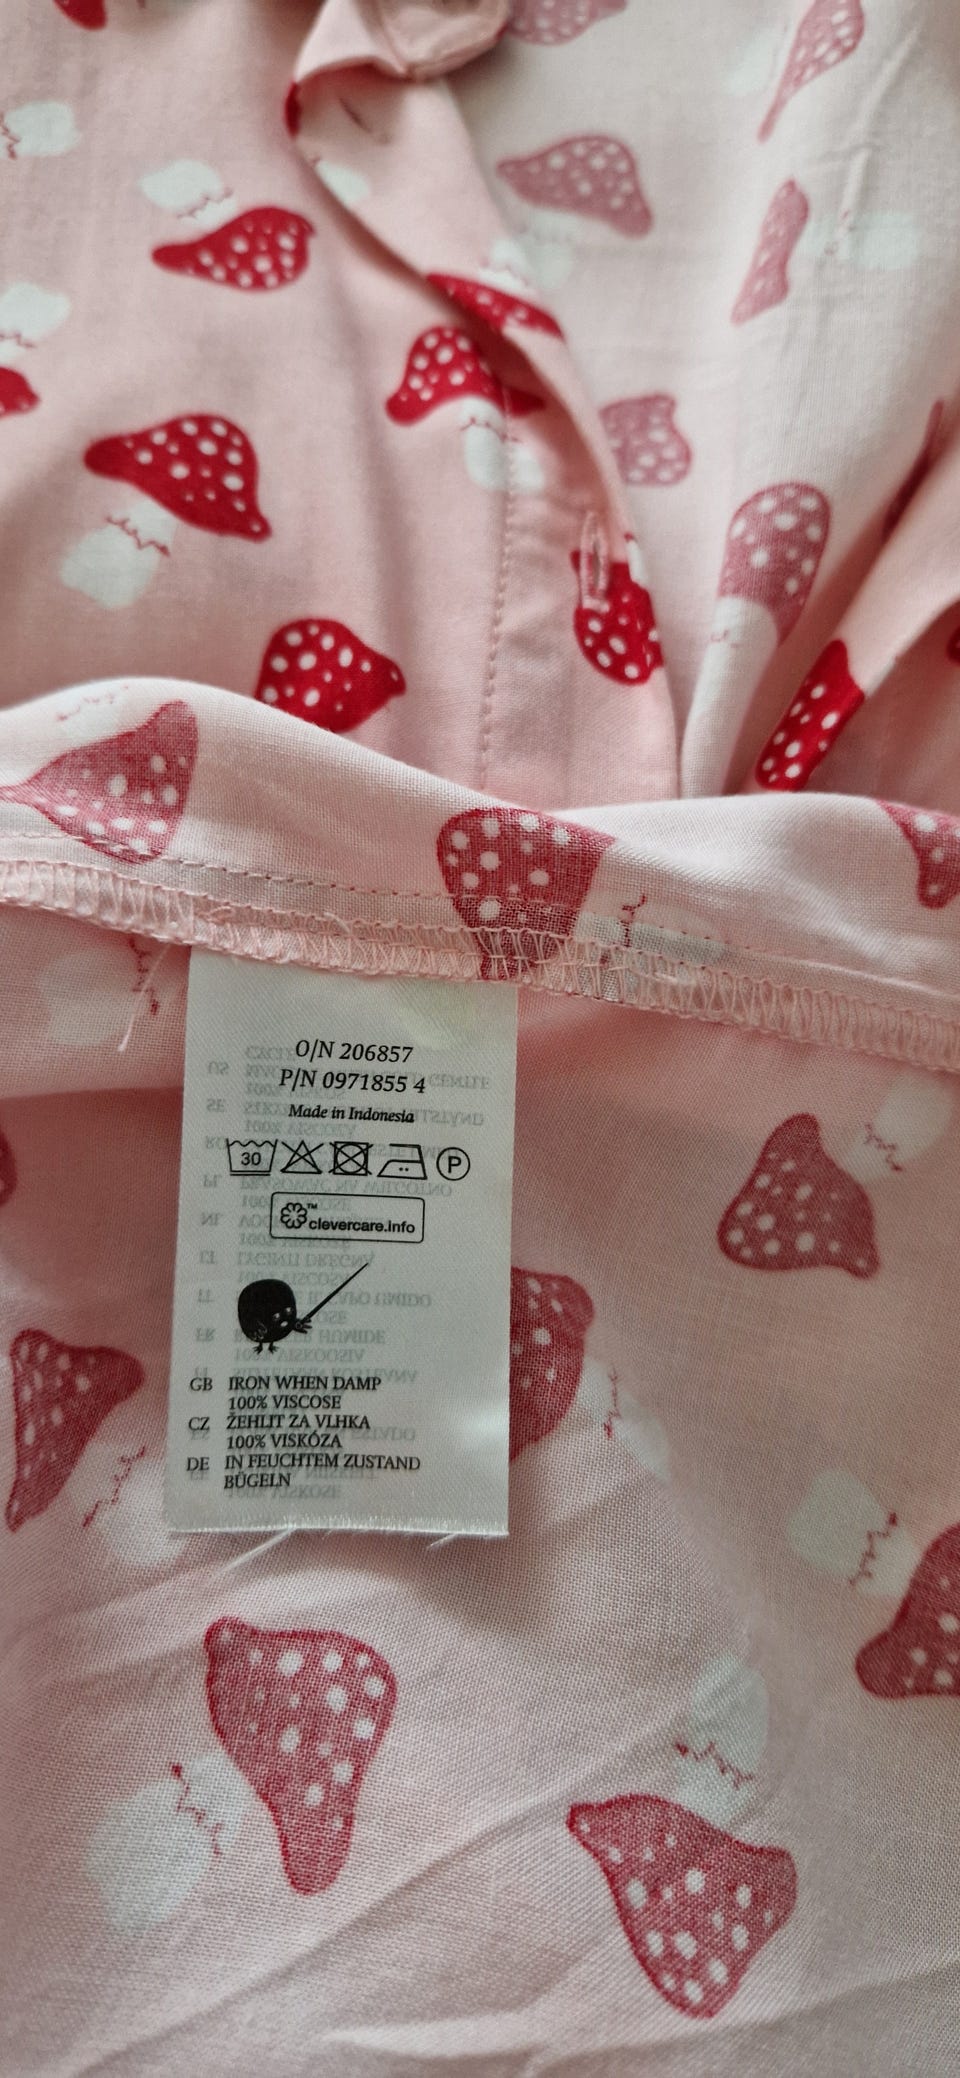 O/N 206857
P/N 0971855 4
Made in Indonesia
30 P
™ clevercare.info
GB IRON WHEN DAMP
100% VISCOSE
CZ ŽEHLIT ZA VLHKA
100% VISKÓZA
DE IN FEUCHTEM ZUSTAND
BÜGELN